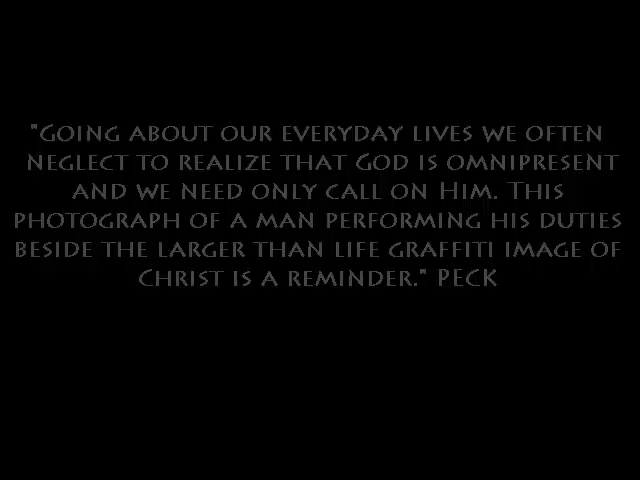 "Going about our everyday lives we often
neglect to realize that God is omnipresent
and we need only call on Him. This
photograph of a man performing his duties
beside the larger than life graffiti image of
Christ is a reminder." PECK